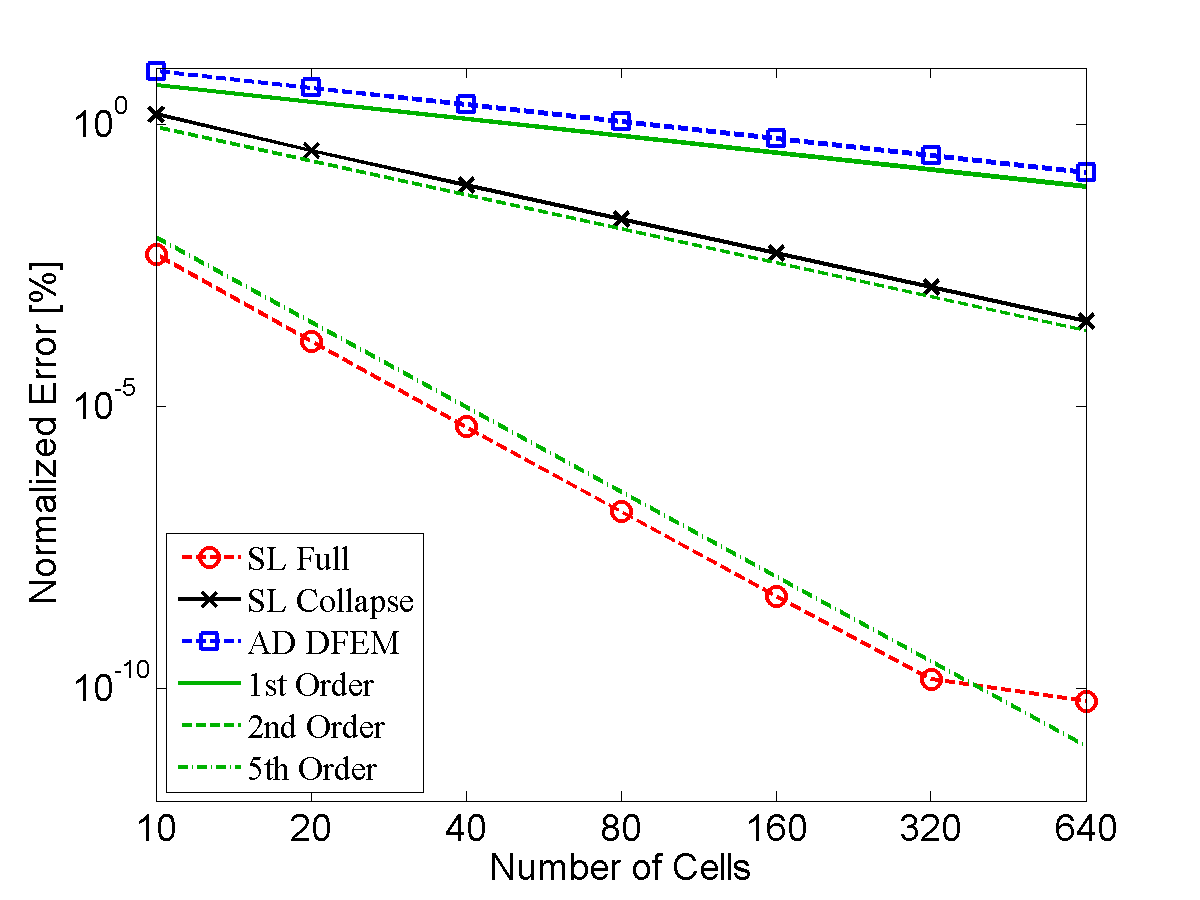 10^0
10^-5
10^-10
Normalized Error [%]
SL Full
SL Collapse
AD DFEM
1st Order
2nd Order
5th Order
10 20 40 80 160 320 640
Number of Cells